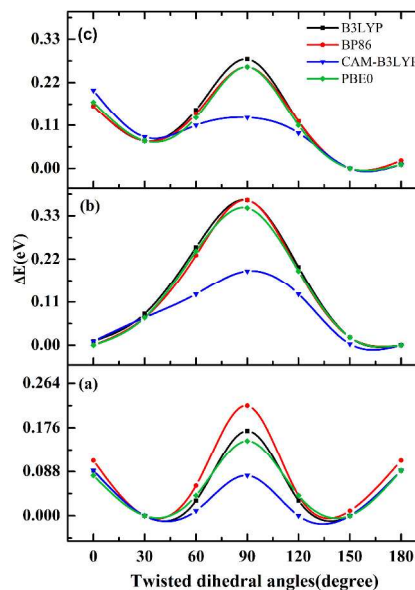 (c)
B3LYP
BP86
CAM-B3LYP
PBE0
0.33
0.22
0.11
0.00
(b)
0.33
0.22
0.11
0.00
ΔE(eV)
(a)
0.264
0.176
0.088
0.000
0 30 60 90 120 150 180
Twisted dihedral angles(degree)